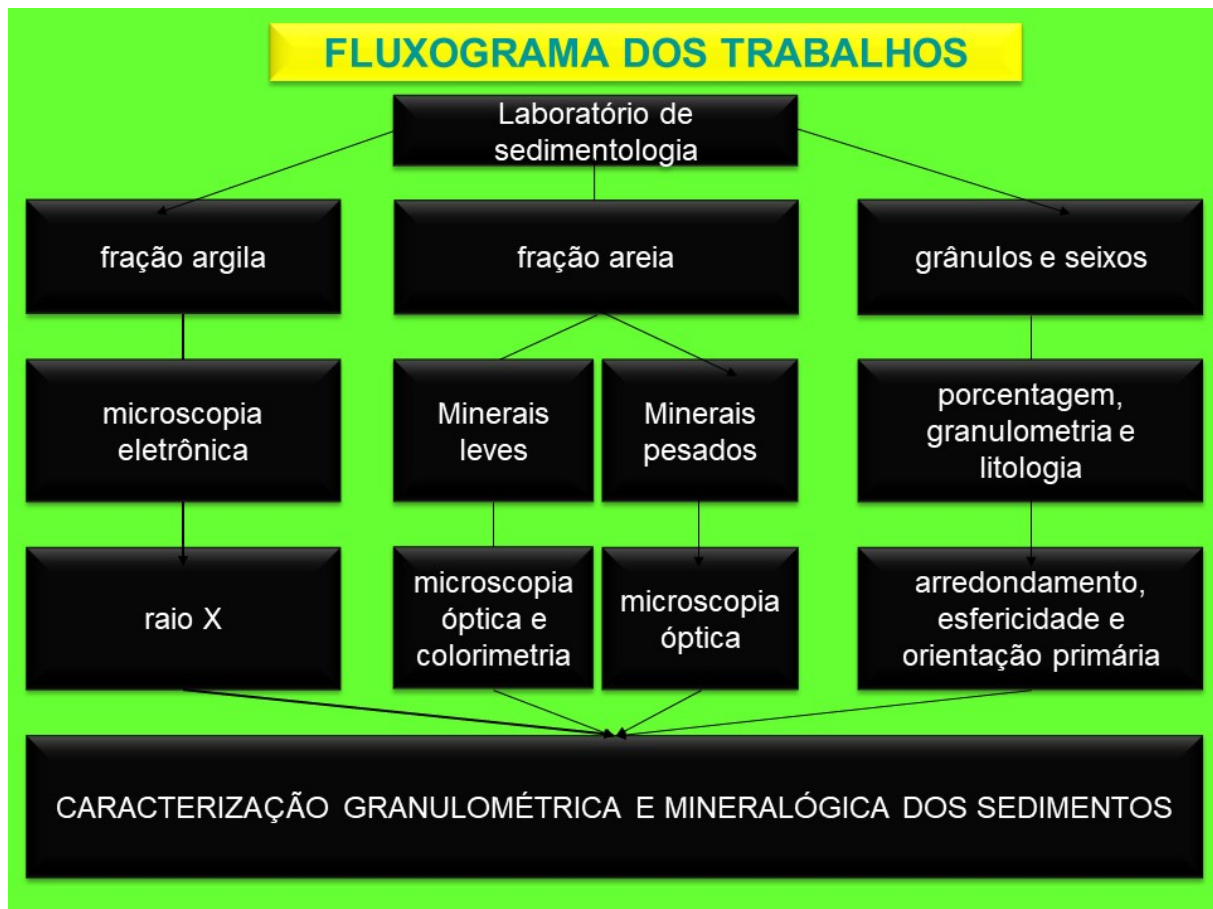 FLUXOGRAMA DOS TRABALHOS
Laboratório de
sedimentologia
fração argila
fração areia
grânulos e seixos
microscopia
eletrônica
Minerais
leves
Minerais
pesados
porcentagem,
granulometria e
litologia
raio X
microscopia
óptica e
colorimetria
microscopia
óptica
arredondamento,
esfericidade e
orientação primária
CARACTERIZAÇÃO GRANULOMÉTRICA E MINERALÓGICA DOS SEDIMENTOS